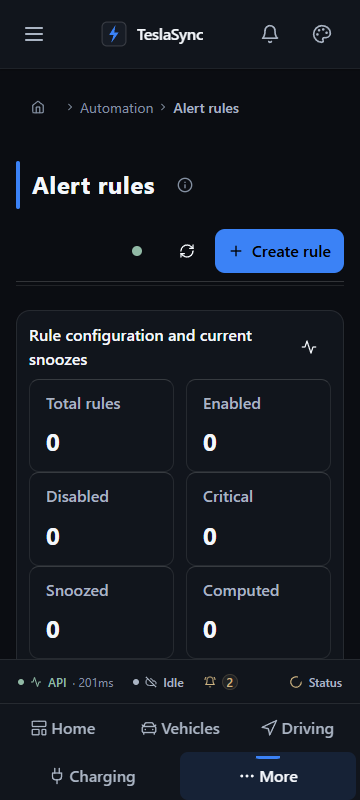 TeslaSync
Automation
Alert rules
Alert rules
Create rule
Rule configuration and current
snoozes
Total rules
Enabled
0
0
Disabled
Critical
0
0
Snoozed
Computed
0
0
API · 201ms
Idle
2
Status
Home
Vehicles
Driving
Charging
More